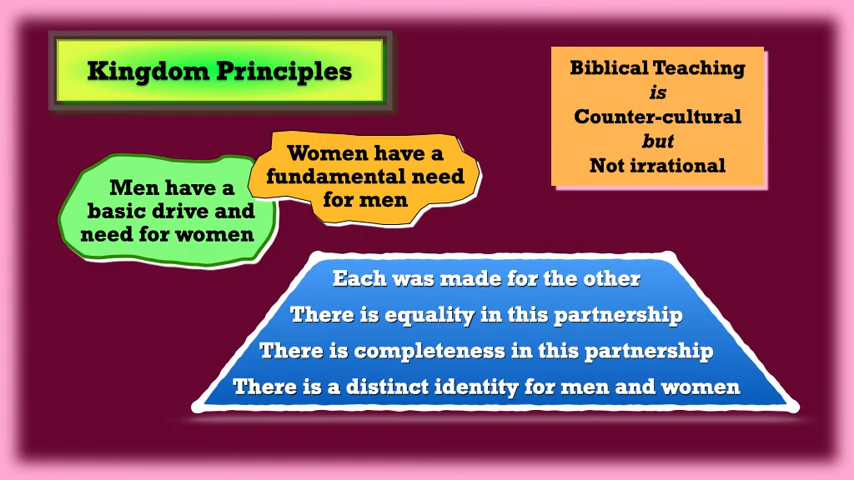 Kingdom Principles
Biblical Teaching
is
Counter-cultural
but
Not irrational
Men have a
basic drive and
need for women
Women have a
fundamental need
for men
Each was made for the other
There is equality in this partnership
There is completeness in this partnership
There is a distinct identity for men and women